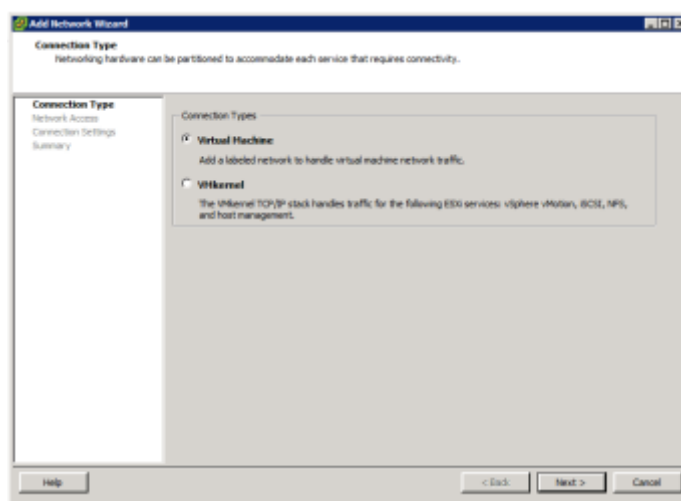 Add Network Wizard
Connection Type
Networking hardware can be partitioned to accommodate each service that requires connectivity.
Connection Type
Network Access
Connection Settings
Summary
Connection Types
Virtual Machine
Add a labeled network to handle virtual machine network traffic.
VMkernel
The VMkernel TCP/IP stack handles traffic for the following ESXi services: vSphere vMotion, iSCSI, NFS,
and host management.
Help
< Back
Next >
Cancel